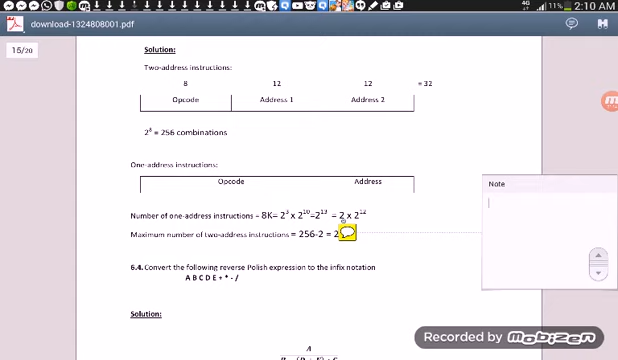 4G 11% 2:10 AM
download-1324808001.pdf
15/20
Solution:
Two-address instructions:
8 12 12 = 32
Opcode Address 1 Address 2
2⁸ = 256 combinations
One-address instructions:
Opcode Address
Number of one-address instructions = 8K= 2³ x 2¹⁰=2¹³ = 2 x 2¹²
Maximum number of two-address instructions = 256-2 = 2
Note
6.4. Convert the following reverse Polish expression to the infix notation
A B C D E + * - /
Solution:
Recorded by MOBIZEN
A